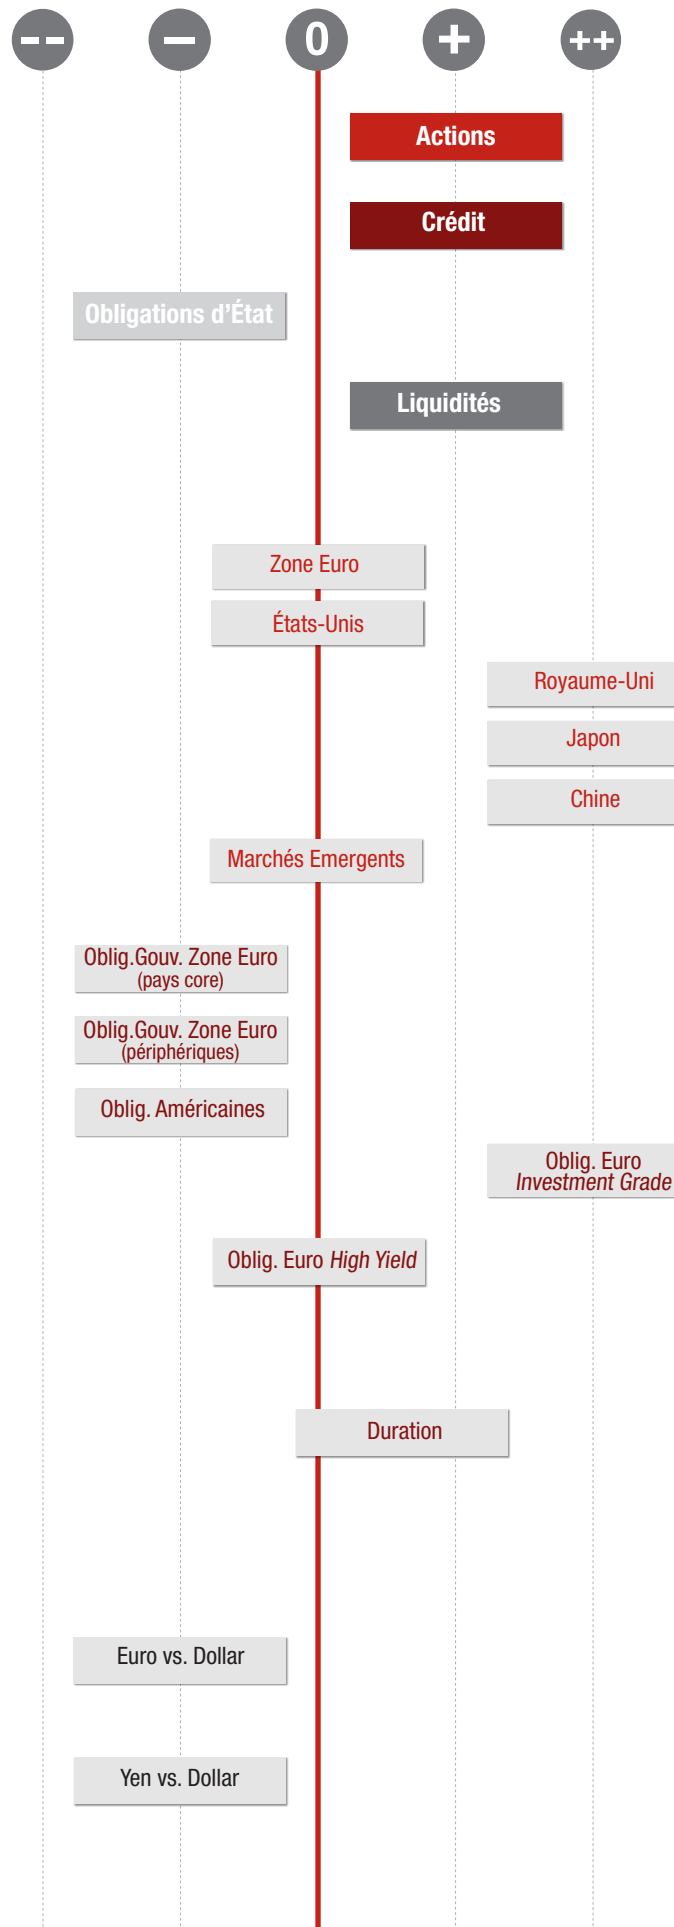 -- - 0 + ++
Actions
Crédit
Obligations d'État
Liquidités
Zone Euro
États-Unis
Royaume-Uni
Japon
Chine
Marchés Emergents
Oblig.Gouv. Zone Euro
(pays core)
Oblig.Gouv. Zone Euro
(périphériques)
Oblig. Américaines
Oblig. Euro
Investment Grade
Oblig. Euro High Yield
Duration
Euro vs. Dollar
Yen vs. Dollar